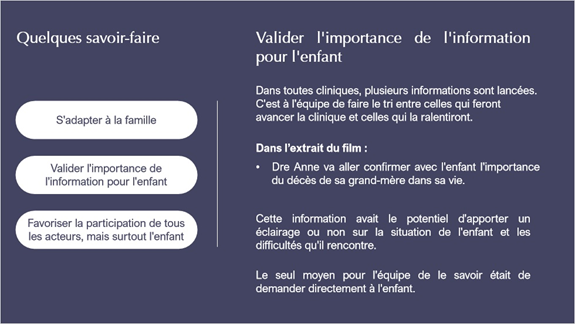 Quelques savoir-faire
S'adapter à la famille
Valider l'importance de
l'information pour l'enfant
Favoriser la participation de tous
les acteurs, mais surtout l'enfant
Valider l'importance de l'information
pour l'enfant
Dans toutes cliniques, plusieurs informations sont lancées.
C'est à l'équipe de faire le tri entre celles qui feront
avancer la clinique et celles qui la ralentiront.
Dans l'extrait du film :
• Dre Anne va aller confirmer avec l'enfant l'importance
du décès de sa grand-mère dans sa vie.
Cette information avait le potentiel d'apporter un
éclairage ou non sur la situation de l'enfant et les
difficultés qu'il rencontre.
Le seul moyen pour l'équipe de le savoir était de
demander directement à l'enfant.